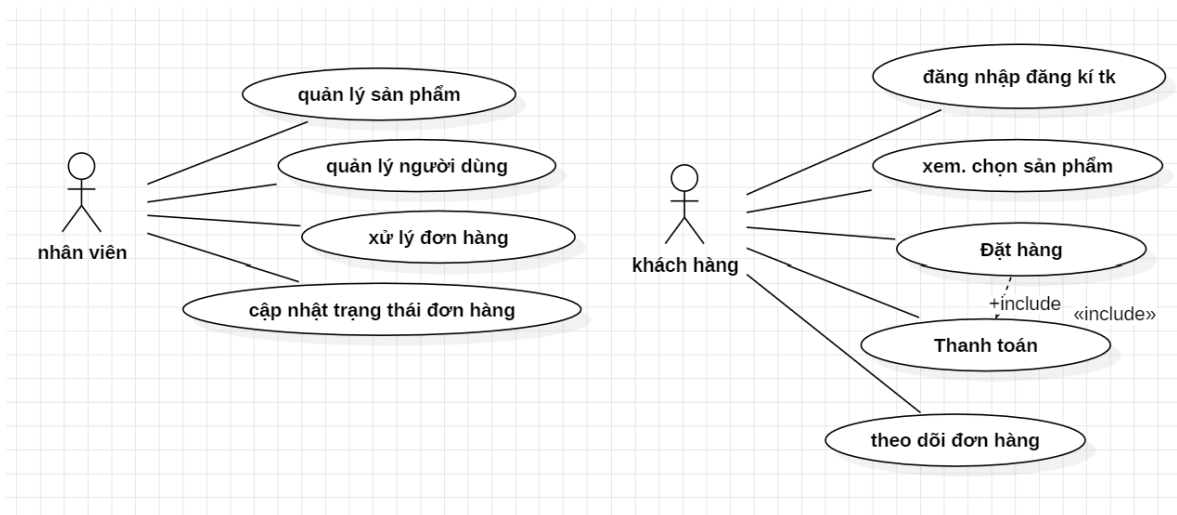 quản lý sản phẩm
quản lý người dùng
xử lý đơn hàng
cập nhật trạng thái đơn hàng
nhân viên
đăng nhập đăng kí tk
xem. chọn sản phẩm
Đặt hàng
+include
«include»
Thanh toán
theo dõi đơn hàng
khách hàng